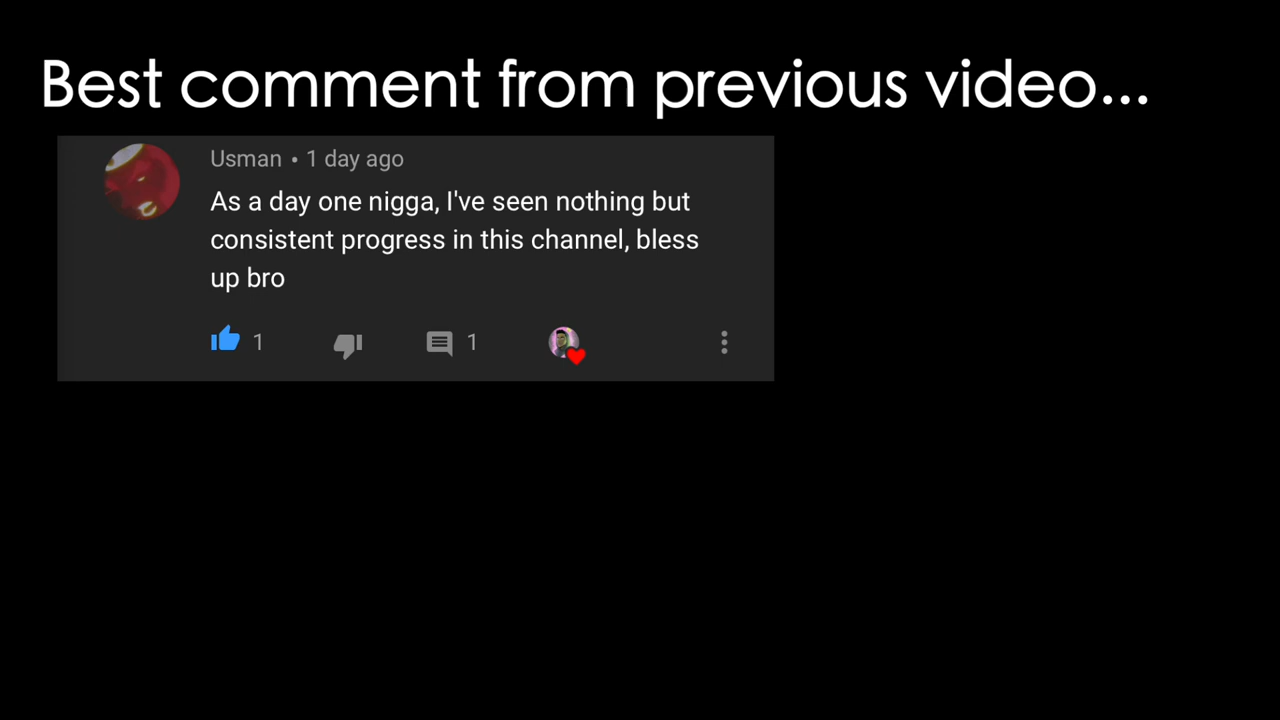 Best comment from previous video...
Usman • 1 day ago
As a day one nigga, I've seen nothing but
consistent progress in this channel, bless
up bro
1
1